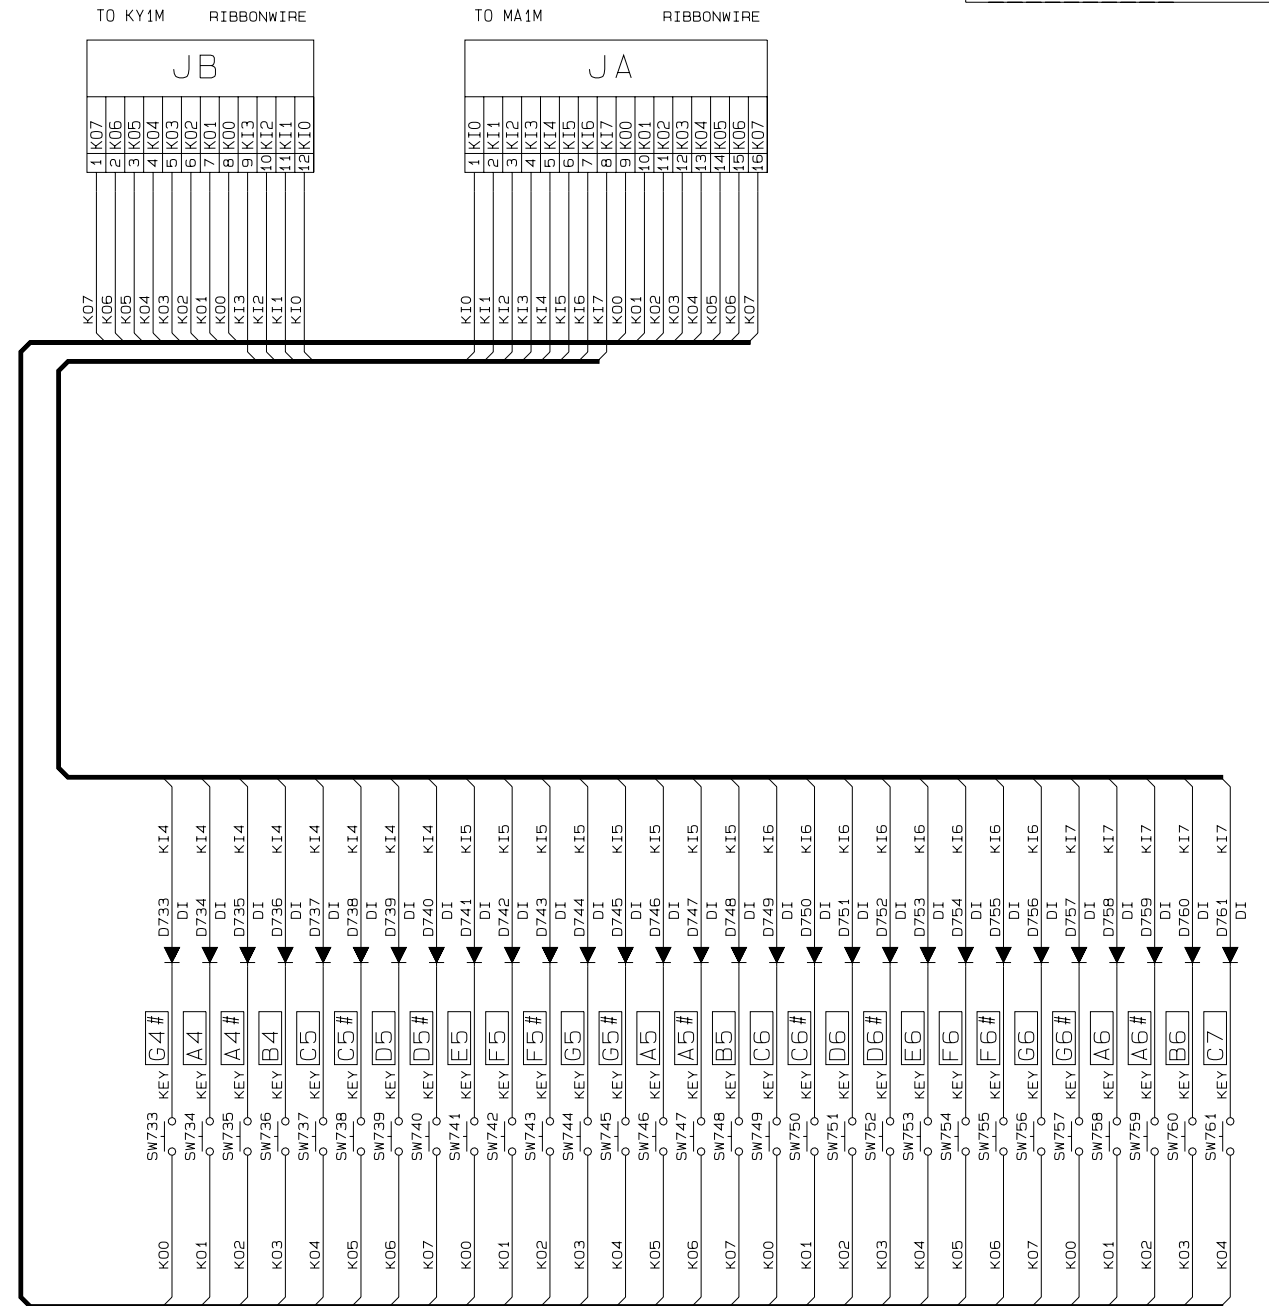 TO KY1M RIBBONWIRE
TO MA1M RIBBONWIRE
JB
JA
KO7 KO6 KO5 KO4 KO3 KO2 KO1 KO0 KI3 KI2 KI1 KI0
1 2 3 4 5 6 7 8 9 10 11 12
KI0 KI1 KI2 KI3 KI4 KI5 KI6 KI7 KO0 KO1 KO2 KO3 KO4 KO5 KO6 KO7
1 2 3 4 5 6 7 8 9 10 11 12 13 14 15 16
KO7 KO6 KO5 KO4 KO3 KO2 KO1 KO0 KI3 KI2 KI1 KI0
KI0 KI1 KI2 KI3 KI4 KI5 KI6 KI7 KO0 KO1 KO2 KO3 KO4 KO5 KO6 KO7
KI4 KI4 KI4 KI4 KI4 KI4 KI4 KI4 KI5 KI5 KI5 KI5 KI5 KI5 KI5 KI5 KI6 KI6 KI6 KI6 KI6 KI6 KI6 KI6 KI7 KI7 KI7 KI7 KI7
D733 D734 D735 D736 D737 D738 D739 D740 D741 D742 D743 D744 D745 D746 D747 D748 D749 D750 D751 D752 D753 D754 D755 D756 D757 D758 D759 D760 D761
DI DI DI DI DI DI DI DI DI DI DI DI DI DI DI DI DI DI DI DI DI DI DI DI DI DI DI DI DI
G4# A4 A4# B4 C5 C5# D5 D5# E5 F5 F5# G5 G5# A5 A5# B5 C6 C6# D6 D6# E6 F6 F6# G6 G6# A6 A6# B6 C7
KEY KEY KEY KEY KEY KEY KEY KEY KEY KEY KEY KEY KEY KEY KEY KEY KEY KEY KEY KEY KEY KEY KEY KEY KEY KEY KEY KEY KEY
SW733 SW734 SW735 SW736 SW737 SW738 SW739 SW740 SW741 SW742 SW743 SW744 SW745 SW746 SW747 SW748 SW749 SW750 SW751 SW752 SW753 SW754 SW755 SW756 SW757 SW758 SW759 SW760 SW761
KO0 KO1 KO2 KO3 KO4 KO5 KO6 KO7 KO0 KO1 KO2 KO3 KO4 KO5 KO6 KO7 KO0 KO1 KO2 KO3 KO4 KO5 KO6 KO7 KO0 KO1 KO2 KO3 KO4